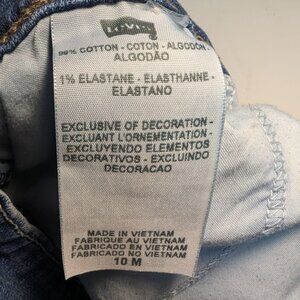 Levi's
99% COTTON - COTON - ALGODON
ALGODÃO
1% ELASTANE - ELASTHANNE -
ELASTANO
EXCLUSIVE OF DECORATION -
EXCLUANT L'ORNEMENTATION -
EXCLUYENDO ELEMENTOS
DECORATIVOS - EXCLUINDO
DECORACAO
MADE IN VIETNAM
FABRIQUE AU VIETNAM
FABRICADO EN VIETNAM
FABRICADO NO VIETNAM
10 M